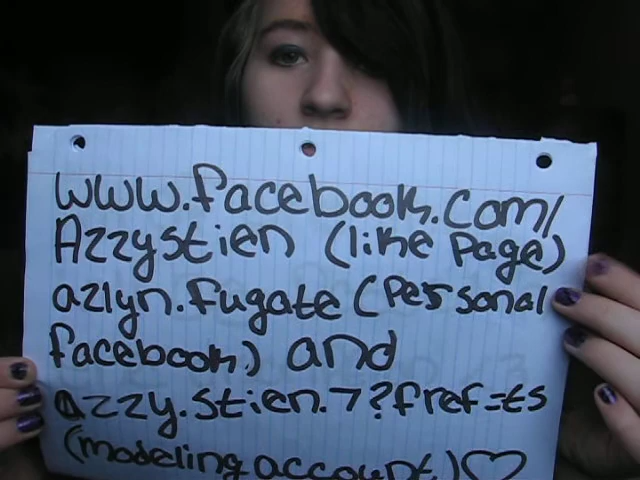 www.facebook.com/
Azzystien (like page)
azlyn.fugate (Personal
facebook) and
azzy.stien.7?fref=ts
(modeling account)♡